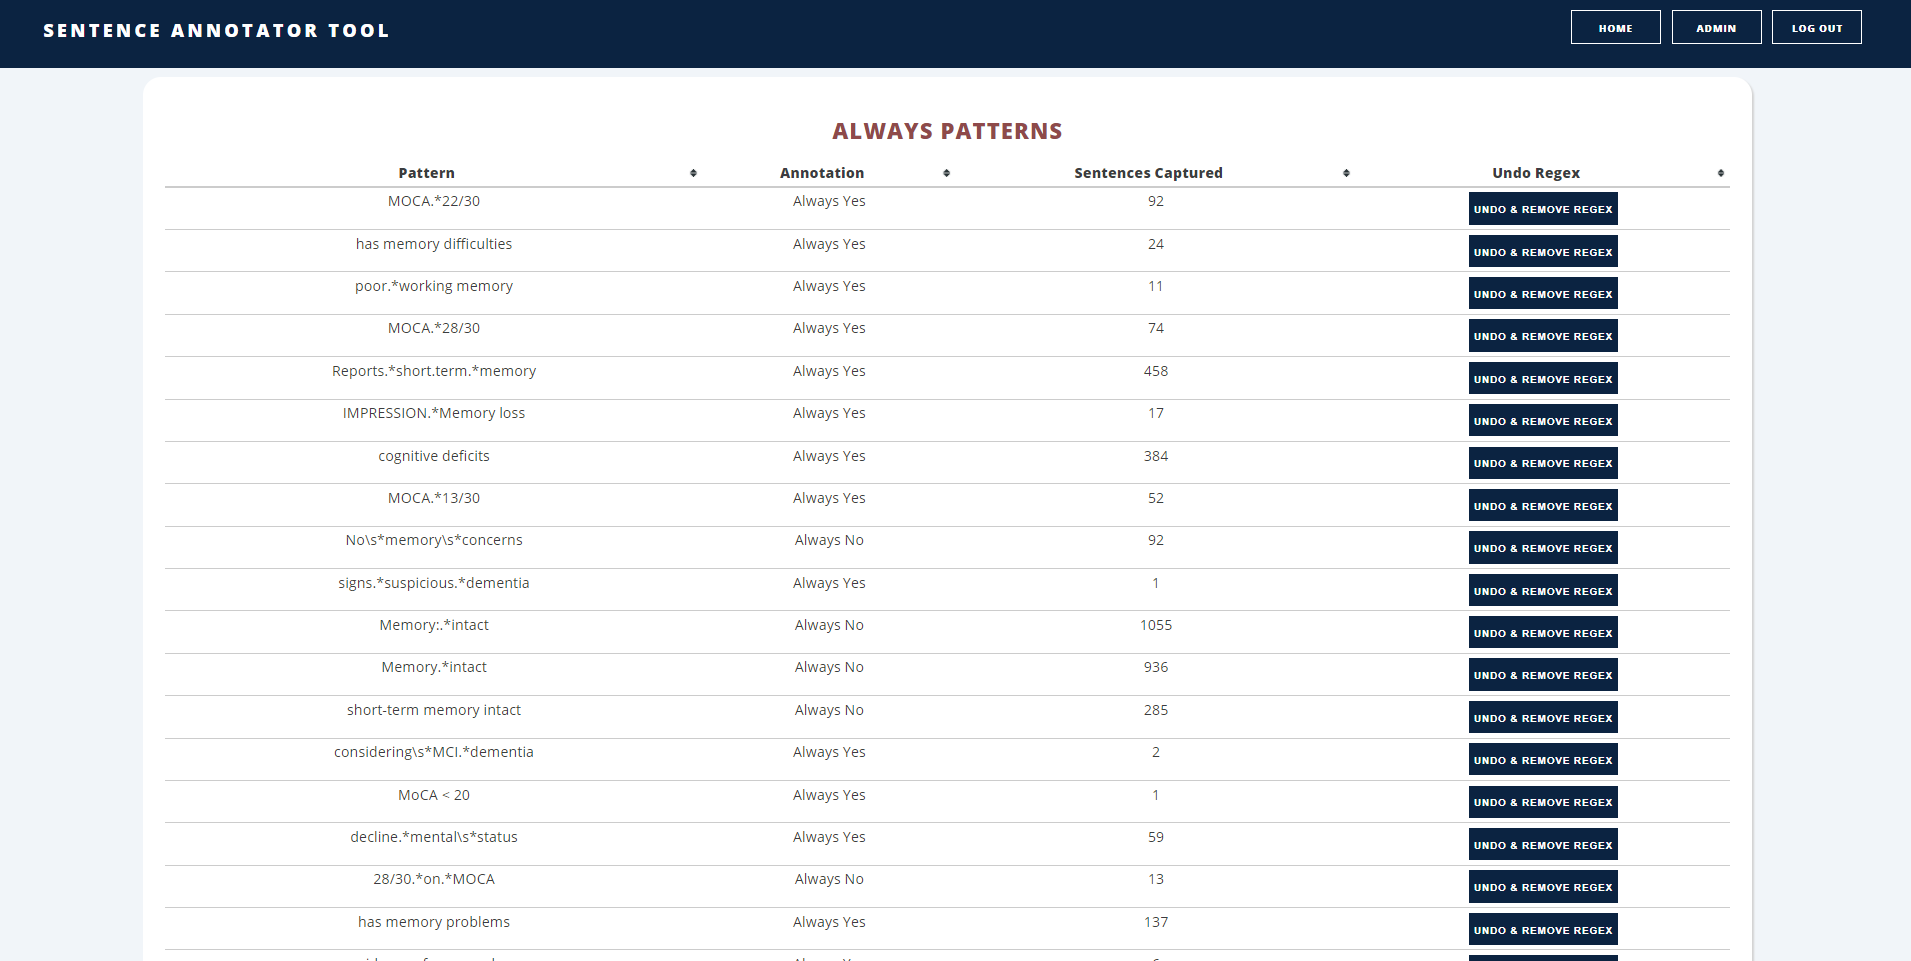 SENTENCE ANNOTATOR TOOL HOME ADMIN LOG OUT
ALWAYS PATTERNS
Pattern Annotation Sentences Captured Undo Regex
MOCA.*22/30 Always Yes 92 UNDO & REMOVE REGEX
has memory difficulties Always Yes 24 UNDO & REMOVE REGEX
poor.*working memory Always Yes 11 UNDO & REMOVE REGEX
MOCA.*28/30 Always Yes 74 UNDO & REMOVE REGEX
Reports.*short.term.*memory Always Yes 458 UNDO & REMOVE REGEX
IMPRESSION.*Memory loss Always Yes 17 UNDO & REMOVE REGEX
cognitive deficits Always Yes 384 UNDO & REMOVE REGEX
MOCA.*13/30 Always Yes 52 UNDO & REMOVE REGEX
No\s*memory\s*concerns Always No 92 UNDO & REMOVE REGEX
signs.*suspicious.*dementia Always Yes 1 UNDO & REMOVE REGEX
Memory:.*intact Always No 1055 UNDO & REMOVE REGEX
Memory.*intact Always No 936 UNDO & REMOVE REGEX
short-term memory intact Always No 285 UNDO & REMOVE REGEX
considering\s*MCI.*dementia Always Yes 2 UNDO & REMOVE REGEX
MoCA < 20 Always Yes 1 UNDO & REMOVE REGEX
decline.*mental\s*status Always Yes 59 UNDO & REMOVE REGEX
28/30.*on.*MOCA Always No 13 UNDO & REMOVE REGEX
has memory problems Always Yes 137 UNDO & REMOVE REGEX